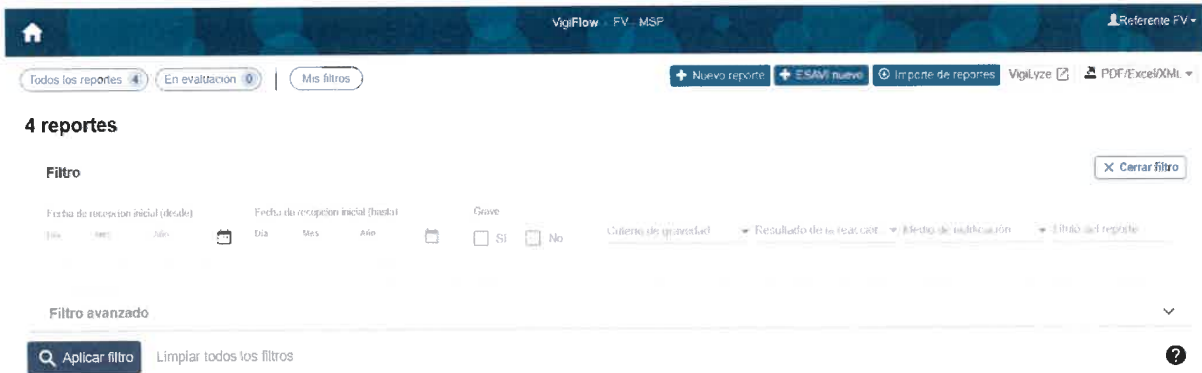 VigiFlow - FV - MSP
Referente FV
Todos los reportes 4 En evaluación 0 Mis filtros
Nuevo reporte ESAVI nuevo Importe de reportes VigiLyze PDF/Excel/XML
4 reportes
Filtro
Cerrar filtro
Fecha de recepción inicial (desde) Fecha de recepción inicial (hasta) Grave
Día Mes Año Día Mes Año Sí No Criterio de gravedad Resultado de la reacción Medio de notificación Título del reporte
Filtro avanzado
Aplicar filtro Limpiar todos los filtros